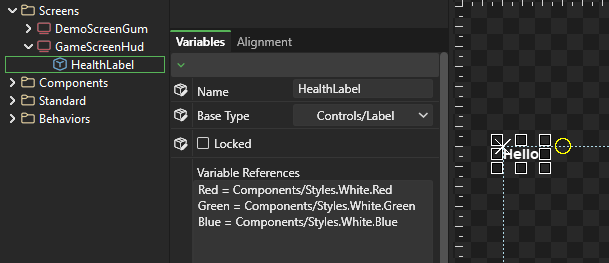 Screens
DemoScreenGum
GameScreenHud
HealthLabel
Components
Standard
Behaviors
Variables Alignment
Name HealthLabel
Base Type Controls/Label
Locked
Variable References
Red = Components/Styles.White.Red
Green = Components/Styles.White.Green
Blue = Components/Styles.White.Blue
Hello